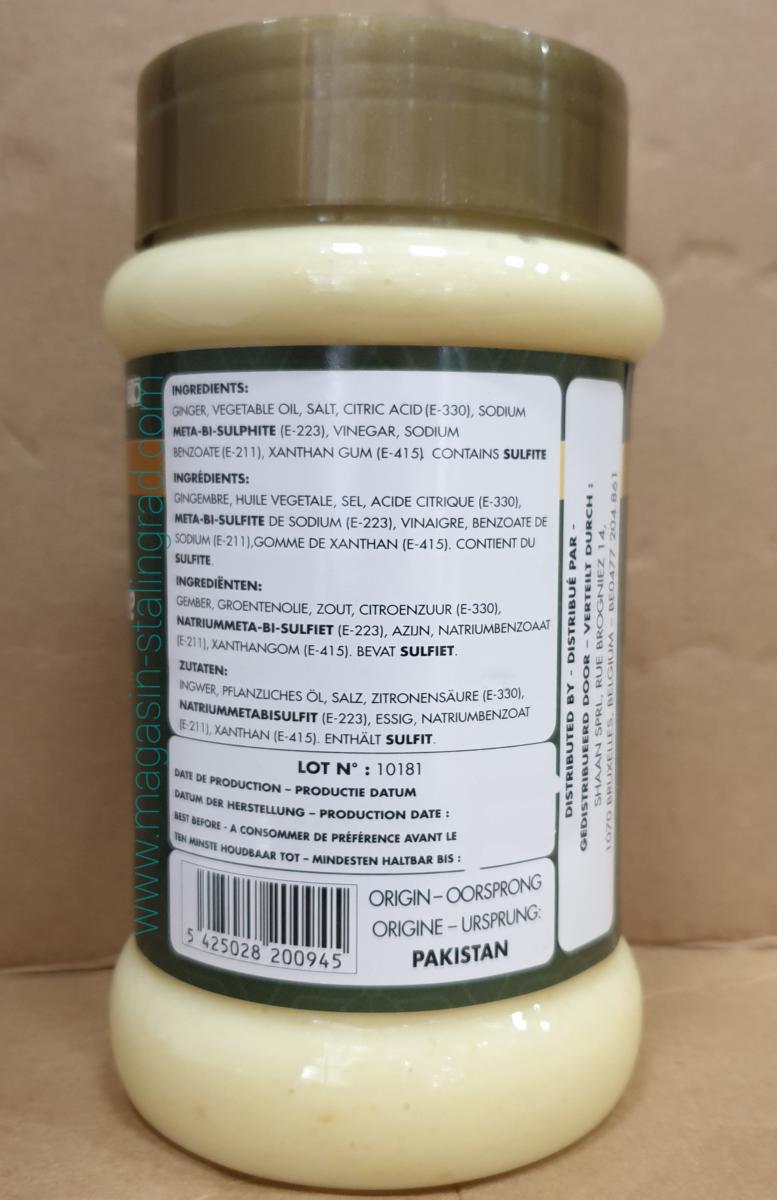 INGREDIENTS:
GINGER, VEGETABLE OIL, SALT, CITRIC ACID (E-330), SODIUM
META-BI-SULPHITE (E-223), VINEGAR, SODIUM
BENZOATE (E-211), XANTHAN GUM (E-415). CONTAINS SULFITE
INGRÉDIENTS:
GINGEMBRE, HUILE VEGETALE, SEL, ACIDE CITRIQUE (E-330),
META-BI-SULFITE DE SODIUM (E-223), VINAIGRE, BENZOATE DE
SODIUM (E-211),GOMME DE XANTHAN (E-415). CONTIENT DU
SULFITE.
INGREDIËNTEN:
GEMBER, GROENTENOLIE, ZOUT, CITROENZUUR (E-330),
NATRIUMMETA-BI-SULFIET (E-223), AZIJN, NATRIUMBENZOAAT
(E-211), XANTHANGOM (E-415). BEVAT SULFIET.
ZUTATEN:
INGWER, PFLANZLICHES ÖL, SALZ, ZITRONENSÄURE (E-330),
NATRIUMMETABISULFIT (E-223), ESSIG, NATRIUMBENZOAT
(E-211), XANTHAN (E-415). ENTHÄLT SULFIT.
LOT N° : 10181
DATE DE PRODUCTION – PRODUCTIE DATUM
DATUM DER HERSTELLUNG – PRODUCTION DATE :
BEST BEFORE - A CONSOMMER DE PRÉFÉRENCE AVANT LE
TEN MINSTE HOUDBAAR TOT – MINDESTEN HALTBAR BIS :
5 425028 200945
ORIGIN – OORSPRONG
ORIGINE – URSPRUNG:
PAKISTAN
DISTRIBUTED BY - DISTRIBUÉ PAR -
GEDISTRIBUEERD DOOR – VERTEILT DURCH :
SHAAN SPRL, RUE BROGNIEZ 14,
1070 BRUXELLES, BELGIUM – BE0477 204 861
www.magasin-stalingrad.com